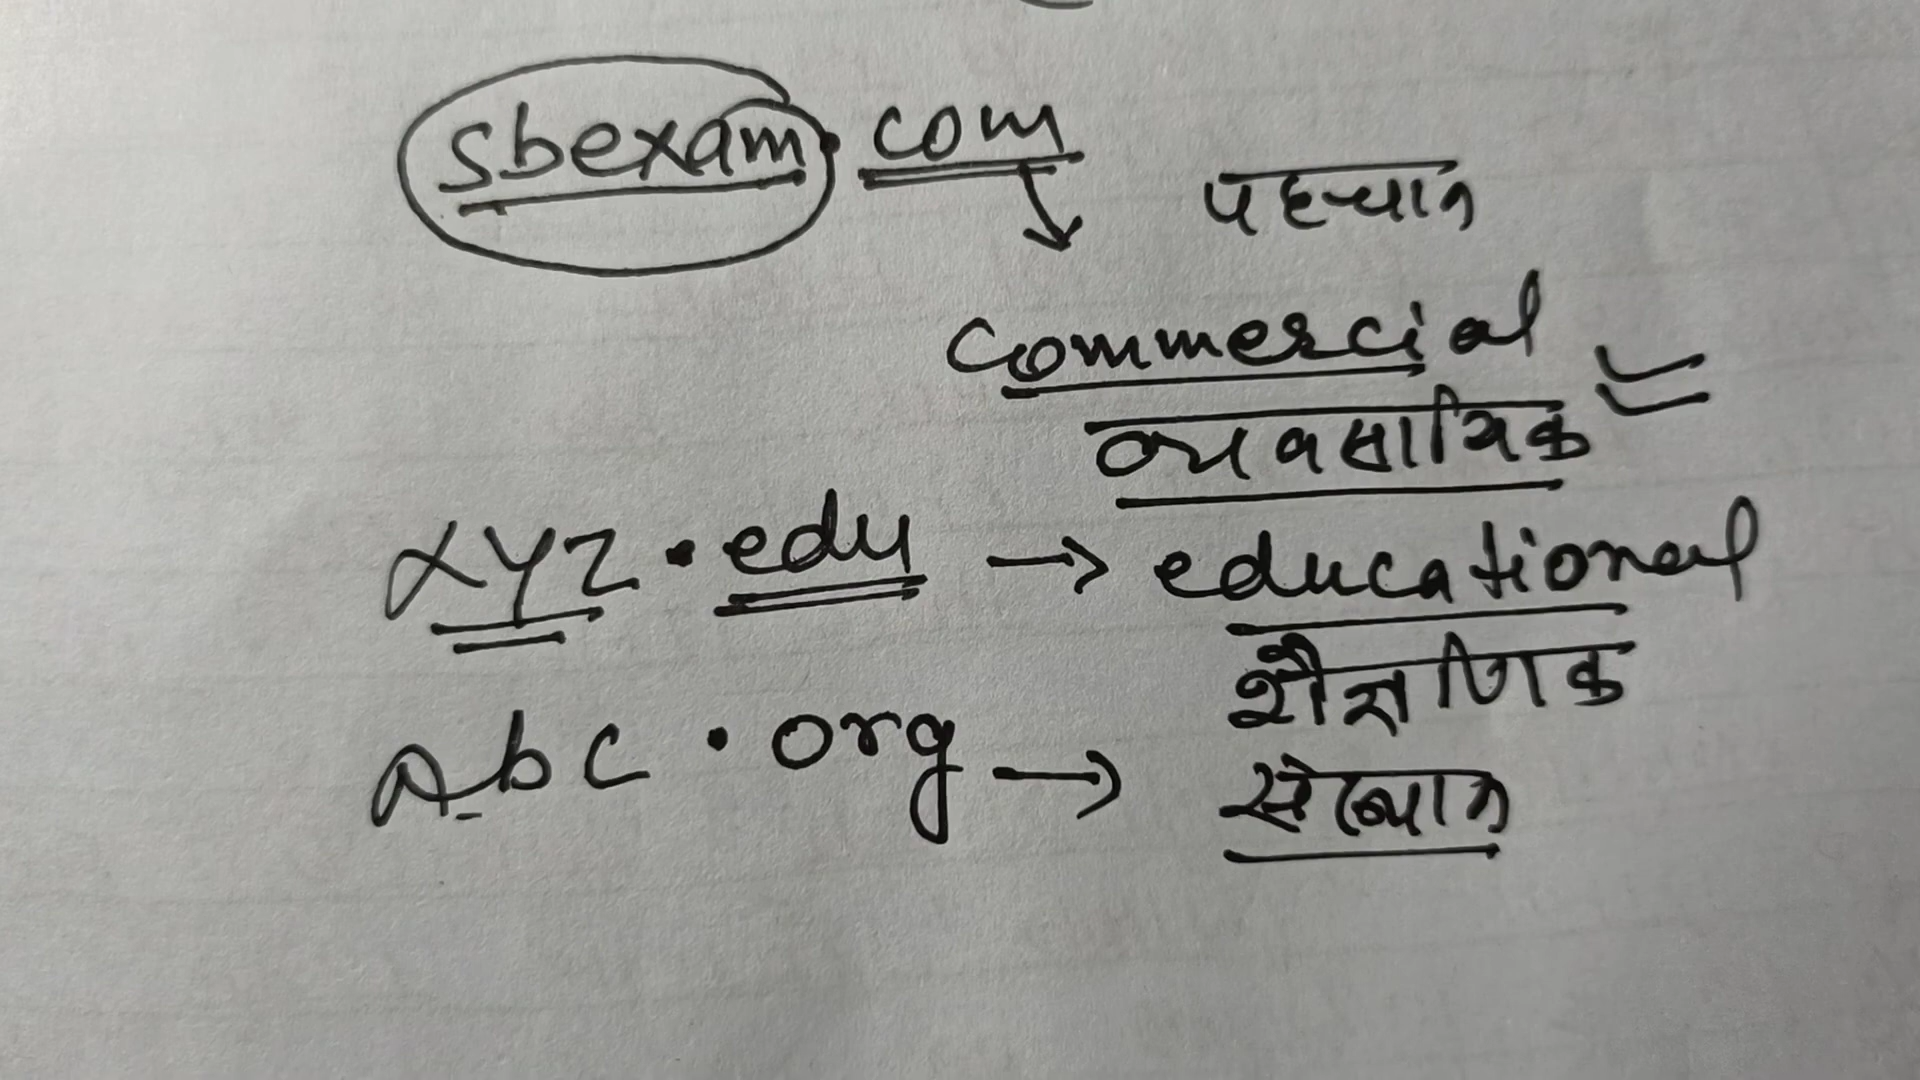 sbexam.com
पहचान
commercial
व्यवसायिक
xyz.edu → educational
शैक्षणिक
abc.org →
संस्थान